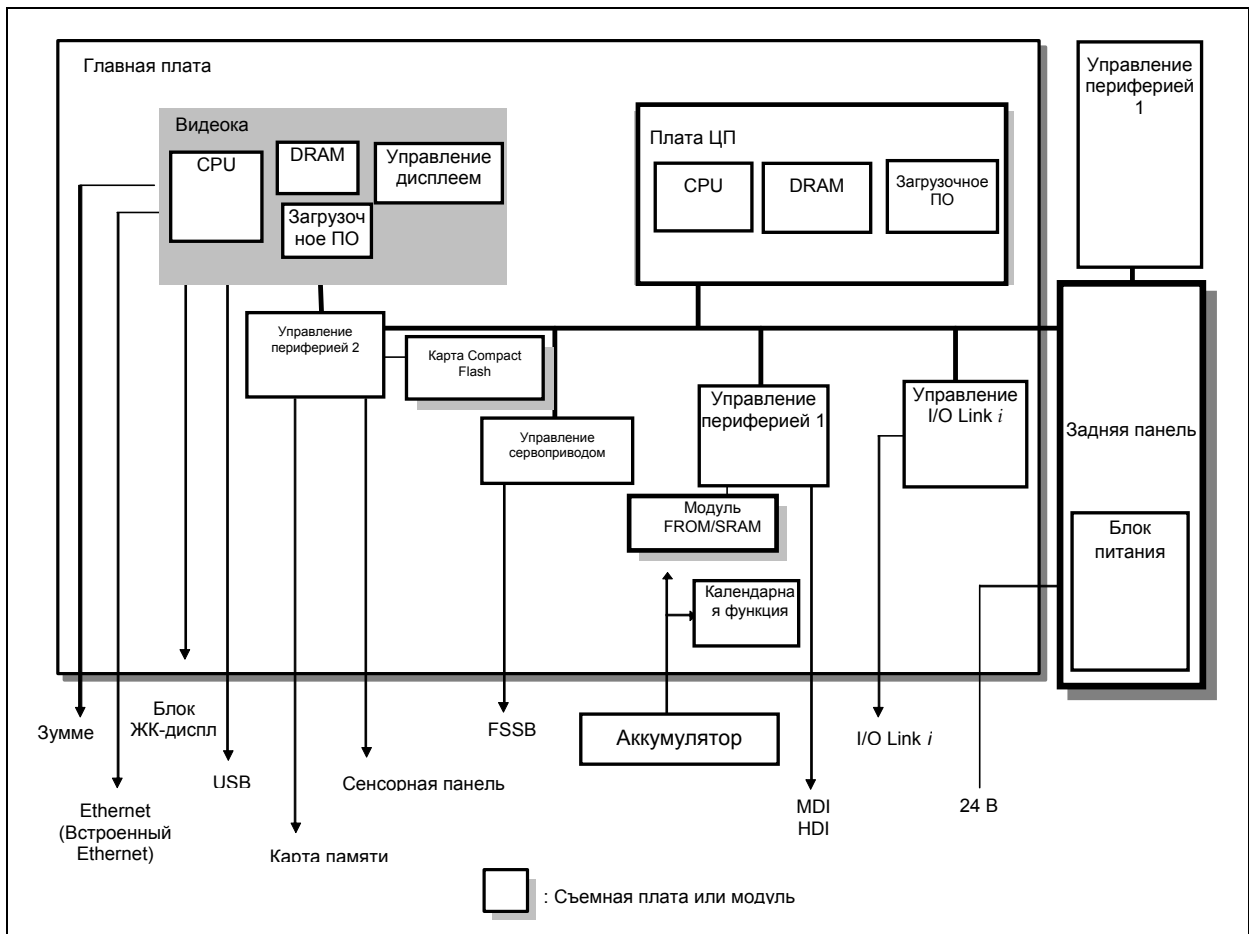 Главная плата
Управление
периферией
1
Видеока
CPU
DRAM
Управление
дисплеем
Загрузоч
ное ПО
Плата ЦП
CPU
DRAM
Загрузочное
ПО
Управление
периферией 2
Карта Compact
Flash
Управление
сервоприводом
Управление
периферией 1
Управление
I/O Link i
Задняя панель
Модуль
FROM/SRAM
Блок
питания
Календарна
я функция
Зумме
Блок
ЖК-диспл
USB
Ethernet
(Встроенный
Ethernet)
Сенсорная панель
Карта памяти
FSSB
Аккумулятор
MDI
HDI
I/O Link i
24 В
: Съемная плата или модуль